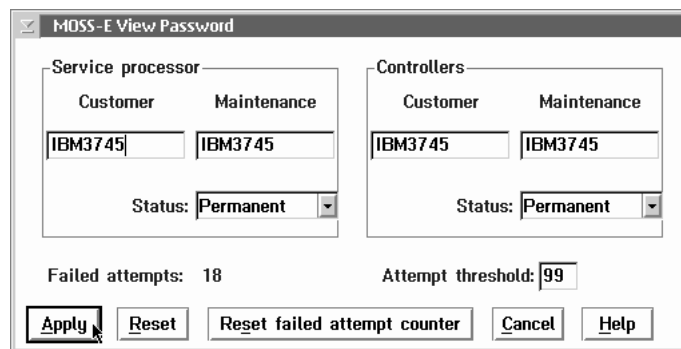 MOSS-E View Password
Service processor Controllers
Customer Maintenance Customer Maintenance
IBM3745 IBM3745 IBM3745 IBM3745
Status: Permanent Status: Permanent
Failed attempts: 18 Attempt threshold: 99
Apply Reset Reset failed attempt counter Cancel Help